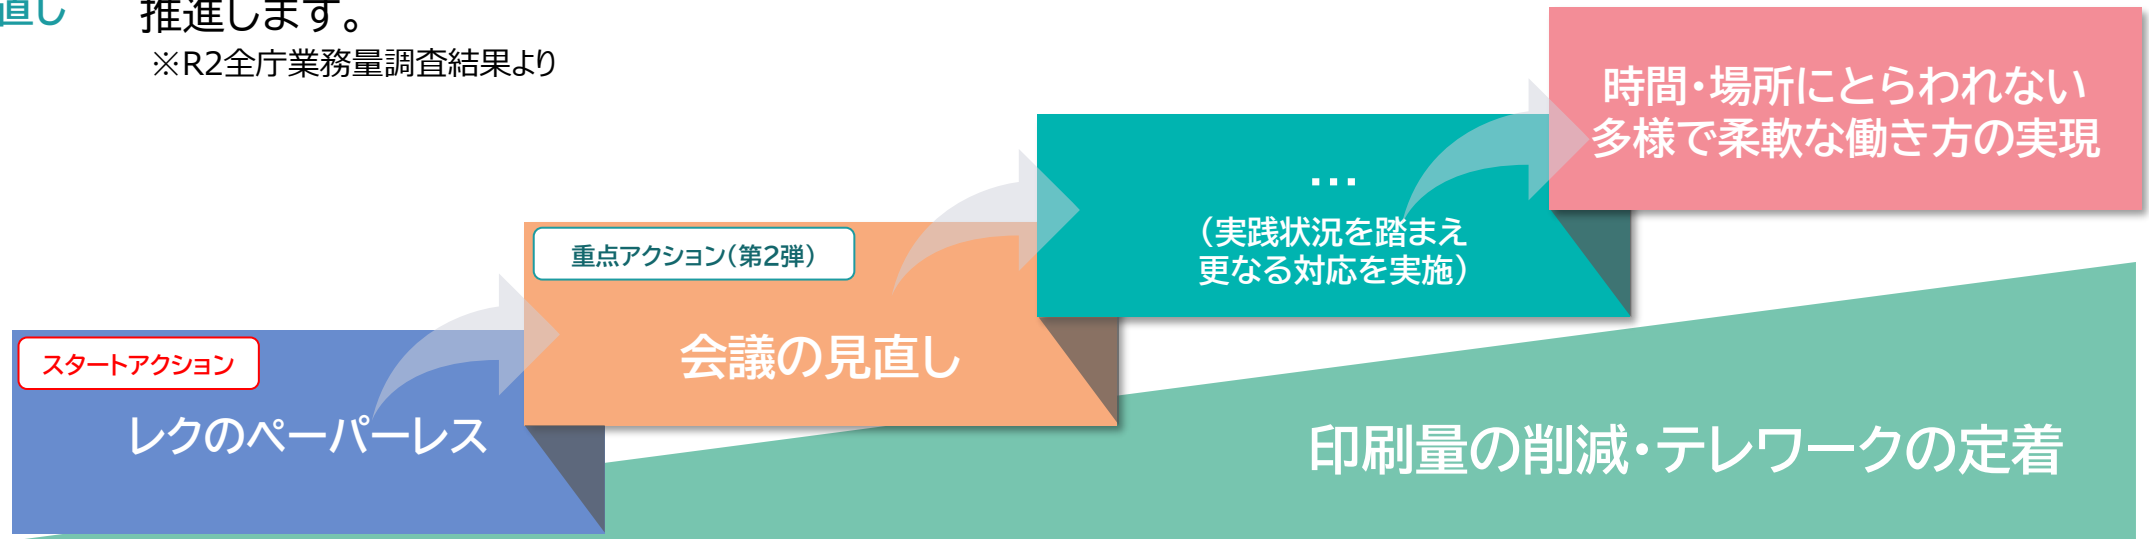 直し
推進します。
※R2全庁業務量調査結果より
時間・場所にとらわれない
多様で柔軟な働き方の実現
…
（実践状況を踏まえ
更なる対応を実施）
重点アクション（第2弾）
会議の見直し
スタートアクション
レクのペーパーレス
印刷量の削減・テレワークの定着